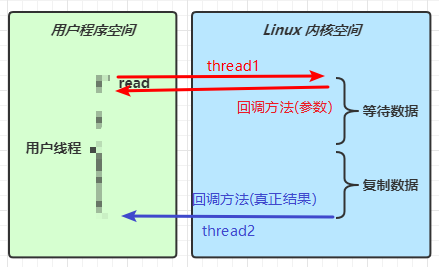 用户程序空间
Linux 内核空间
thread1
read
回调方法(参数)
等待数据
用户线程
复制数据
回调方法(真正结果)
thread2